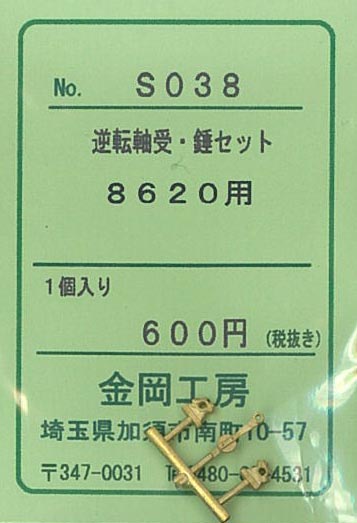 No. S038
逆転軸受・錘セット
8620用
1個入り
600円 (税抜き)
金岡工房
埼玉県加須市南町10-57
〒347-0031